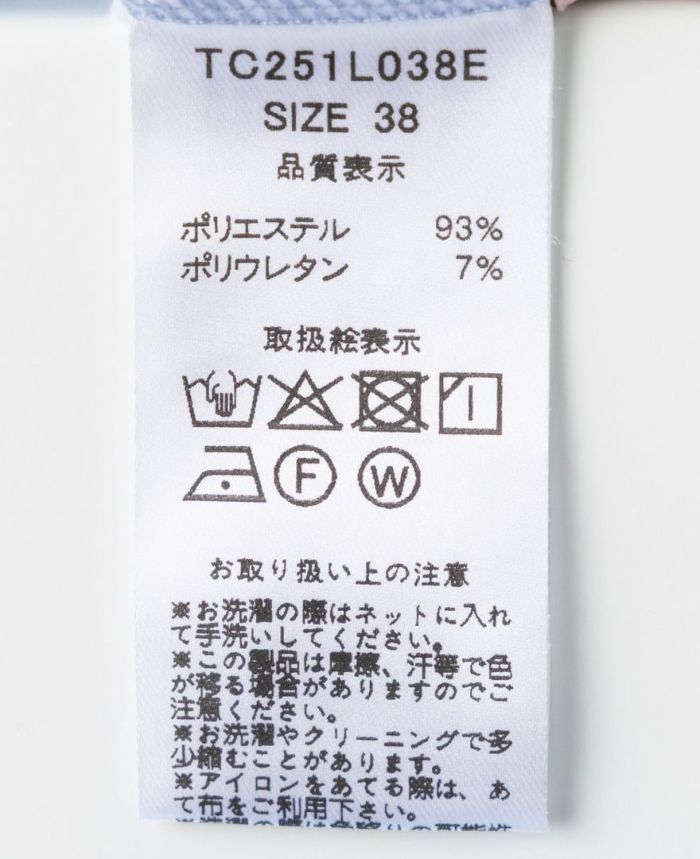 TC251L038E
SIZE 38
品質表示
ポリエステル 93%
ポリウレタン 7%
取扱絵表示
F W
お取り扱い上の注意
※お洗濯の際はネットに入れ
て手洗いしてください。
※この製品は摩擦、汗等で色
が移る場合がありますのでご
注意ください。
※お洗濯やクリーニングで多
少縮むことがあります。
※アイロンをあてる際は、あ
て布をご利用下さい。